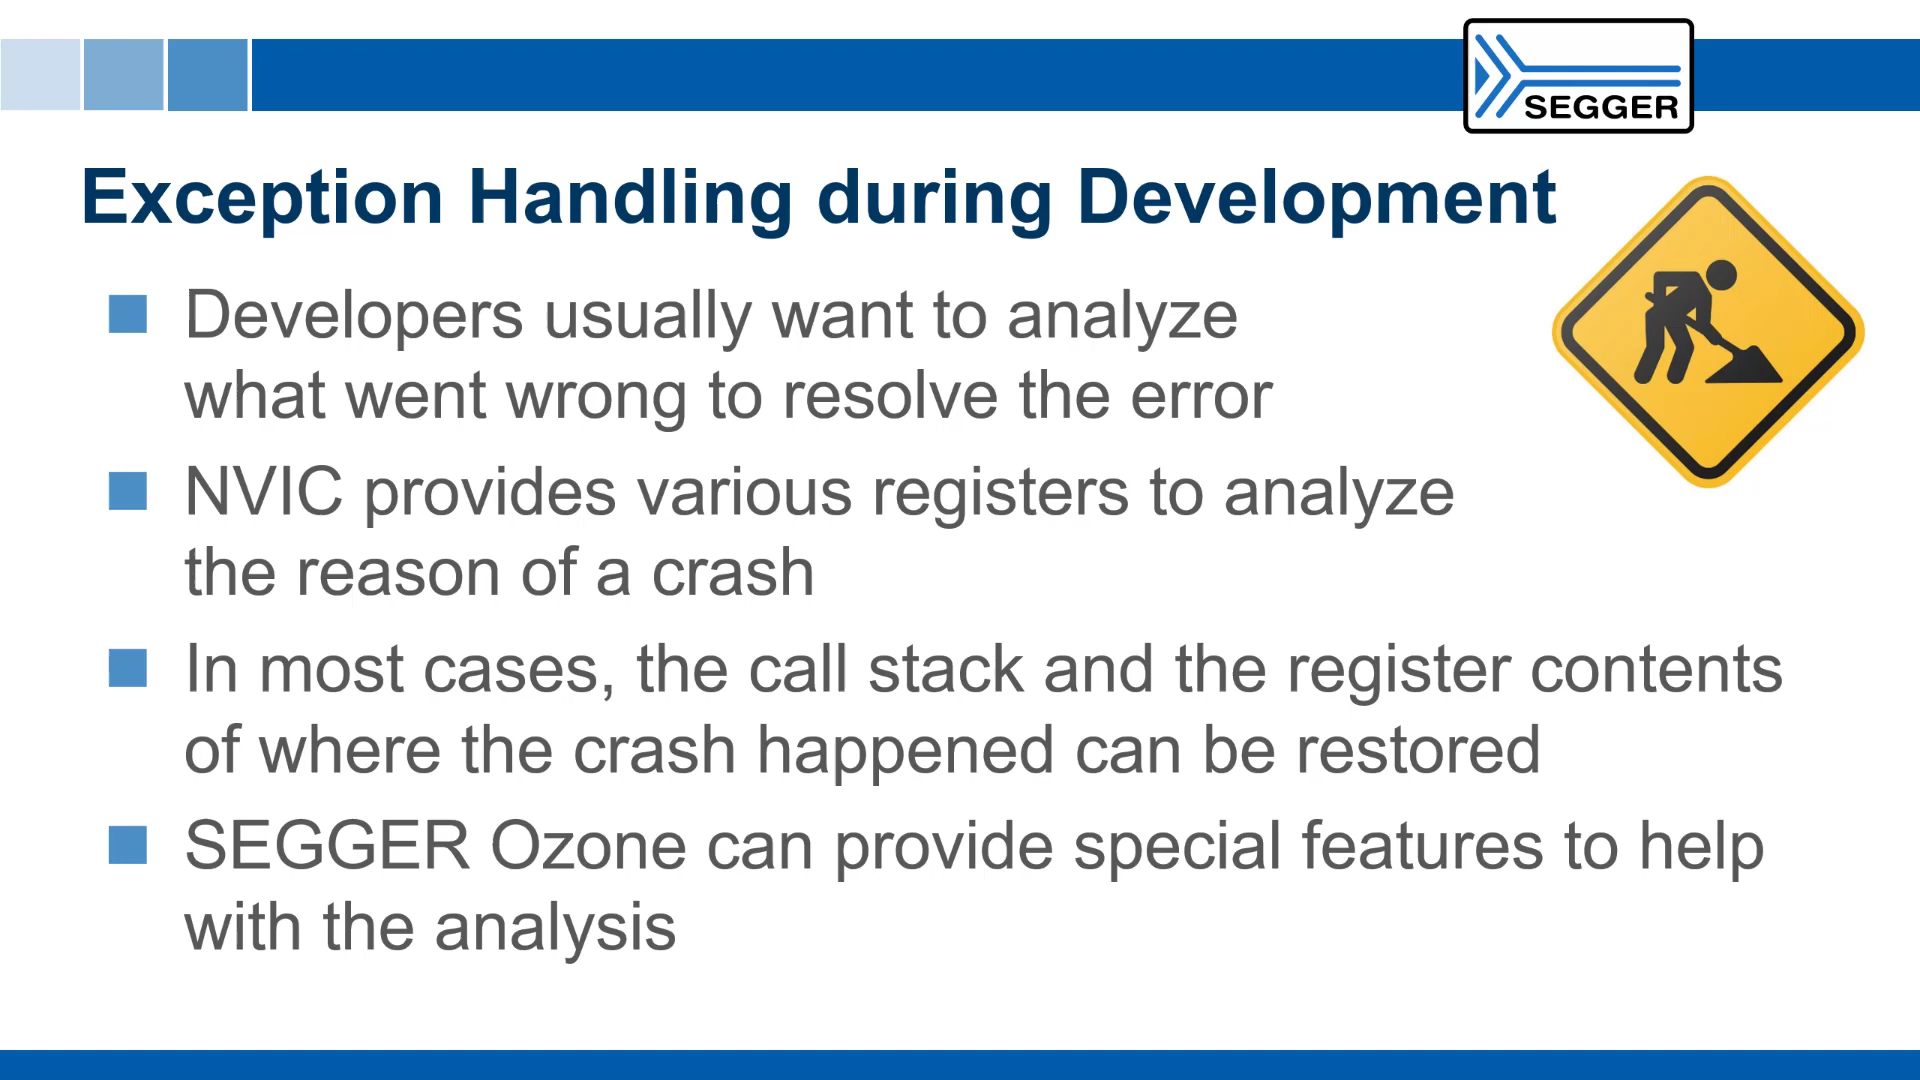 SEGGER
Exception Handling during Development
Developers usually want to analyze
what went wrong to resolve the error
NVIC provides various registers to analyze
the reason of a crash
In most cases, the call stack and the register contents
of where the crash happened can be restored
SEGGER Ozone can provide special features to help
with the analysis